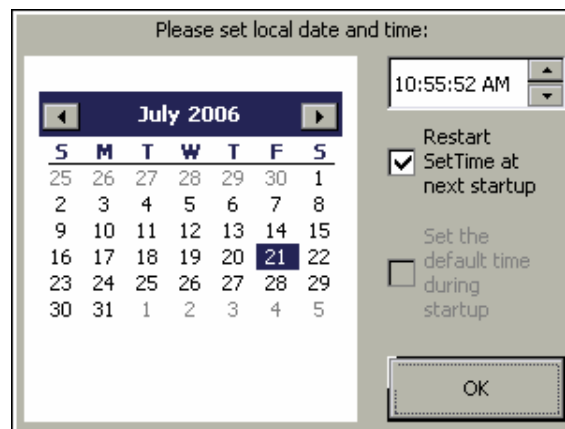 Please set local date and time:
July 2006
S M T W T F S
25 26 27 28 29 30 1
2 3 4 5 6 7 8
9 10 11 12 13 14 15
16 17 18 19 20 21 22
23 24 25 26 27 28 29
30 31 1 2 3 4 5
10:55:52 AM
Restart
SetTime at
next startup
Set the
default time
during
startup
OK